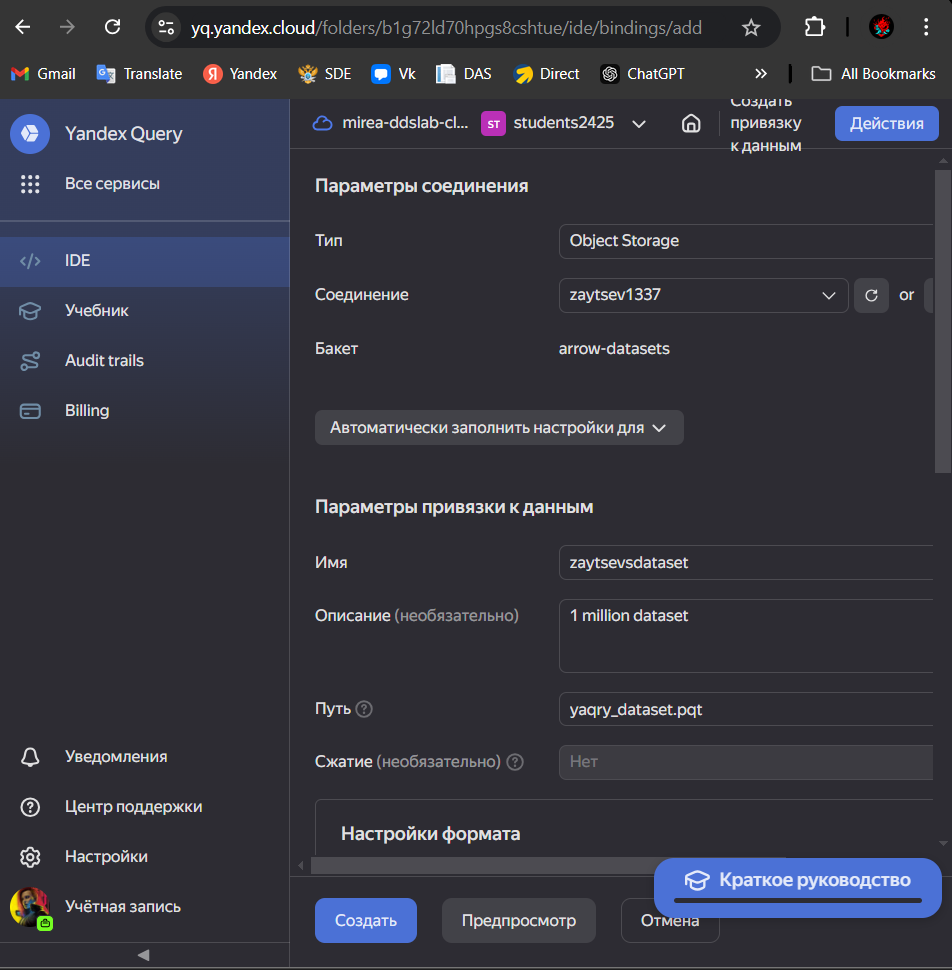 yq.yandex.cloud/folders/b1g72ld70hpgs8cshtue/ide/bindings/add
Gmail Translate Yandex SDE Vk DAS Direct ChatGPT » All Bookmarks
Yandex Query
Все сервисы
IDE
Учебник
Audit trails
Billing
Уведомления
Центр поддержки
Настройки
Учётная запись
mirea-ddslab-cl... ST students2425
Создать
привязку
к данным
Действия
Параметры соединения
Тип Object Storage
Соединение zaytsev1337 or
Бакет arrow-datasets
Автоматически заполнить настройки для
Параметры привязки к данным
Имя zaytsevsdataset
Описание (необязательно) 1 million dataset
Путь yaqry_dataset.pqt
Сжатие (необязательно) Нет
Настройки формата
Краткое руководство
Создать Предпросмотр Отмена